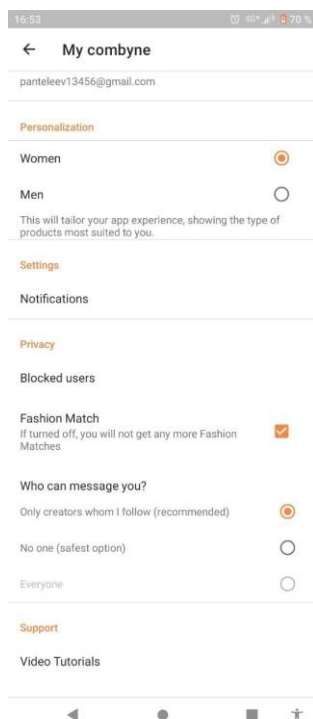 16:53 4G+ 70 %
My combyne
panteleev13456@gmail.com
Personalization
Women
Men
This will tailor your app experience, showing the type of
products most suited to you.
Settings
Notifications
Privacy
Blocked users
Fashion Match
If turned off, you will not get any more Fashion
Matches
Who can message you?
Only creators whom I follow (recommended)
No one (safest option)
Everyone
Support
Video Tutorials